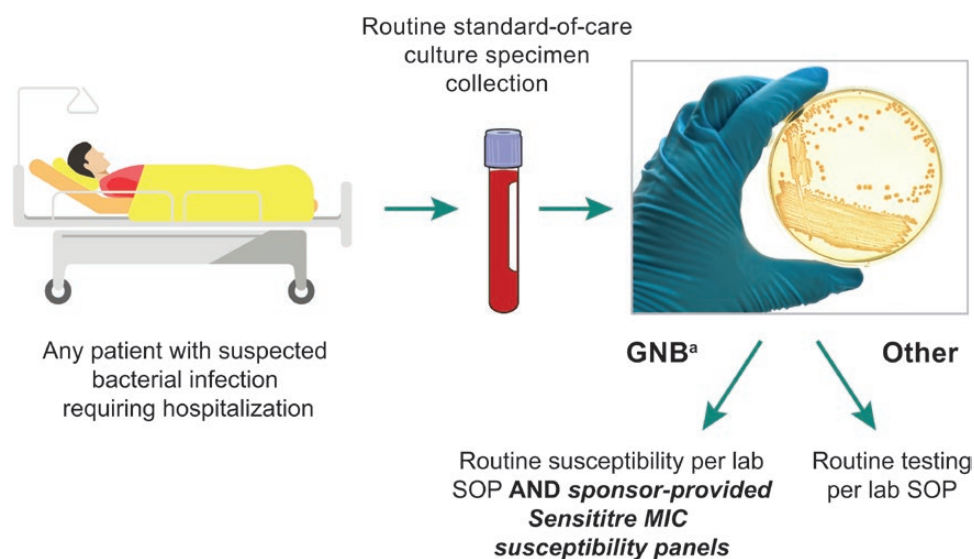 Routine standard-of-care
culture specimen
collection
Any patient with suspected
bacterial infection
requiring hospitalization
GNBᵃ
Other
Routine susceptibility per lab
SOP AND sponsor-provided
Sensititre MIC
susceptibility panels
Routine testing
per lab SOP